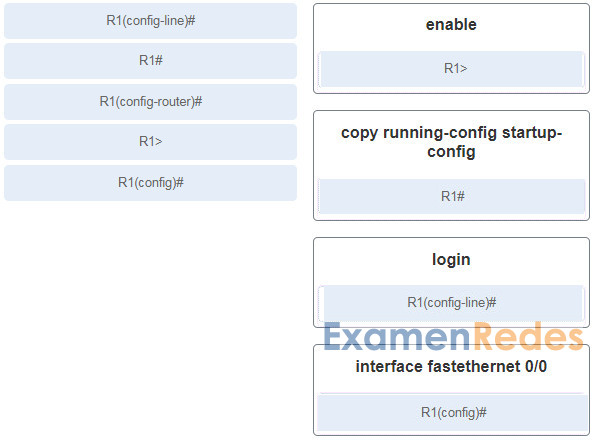 R1(config-line)#
R1#
R1(config-router)#
R1>
R1(config)#
enable
R1>
copy running-config startup-
config
R1#
login
R1(config-line)#
ExamenRedes
interface fastethernet 0/0
R1(config)#